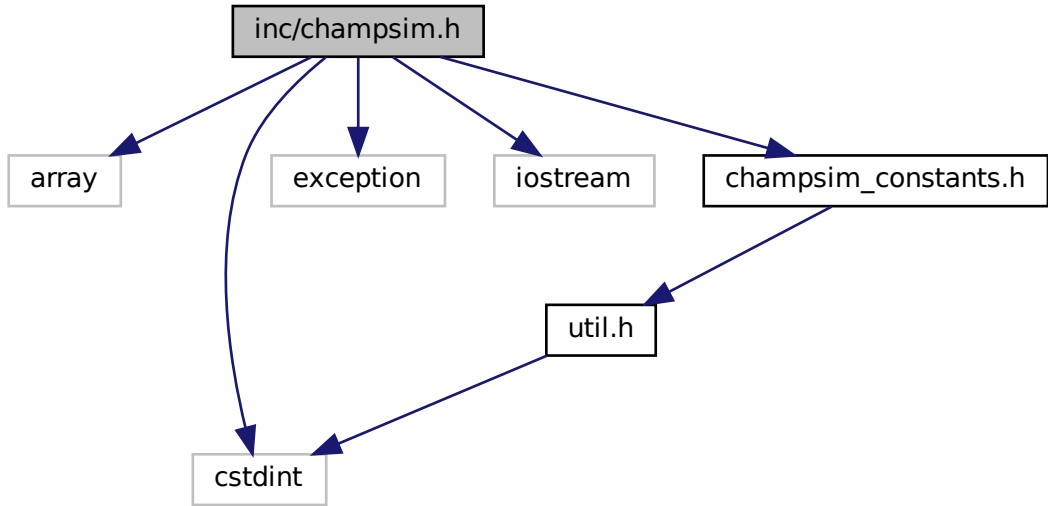 inc/champsim.h
array
exception
iostream
champsim_constants.h
util.h
cstdint